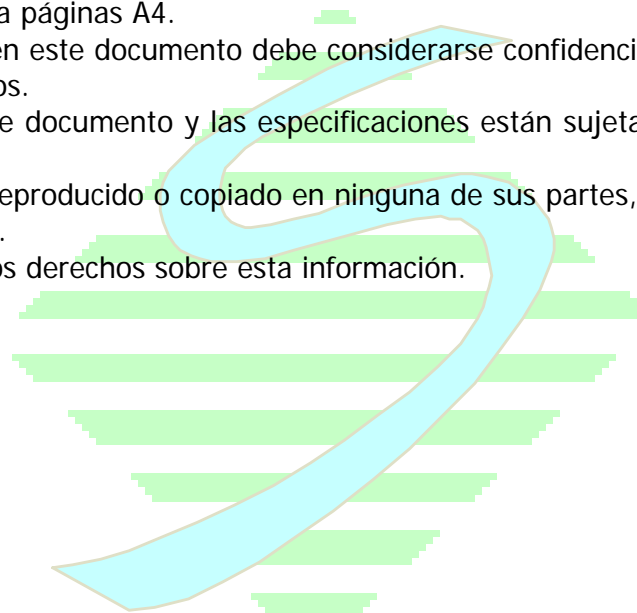 a páginas A4.
en este documento debe considerarse confidenci
os.
e documento y las especificaciones están sujeta
eproducido o copiado en ninguna de sus partes,
.
os derechos sobre esta información.